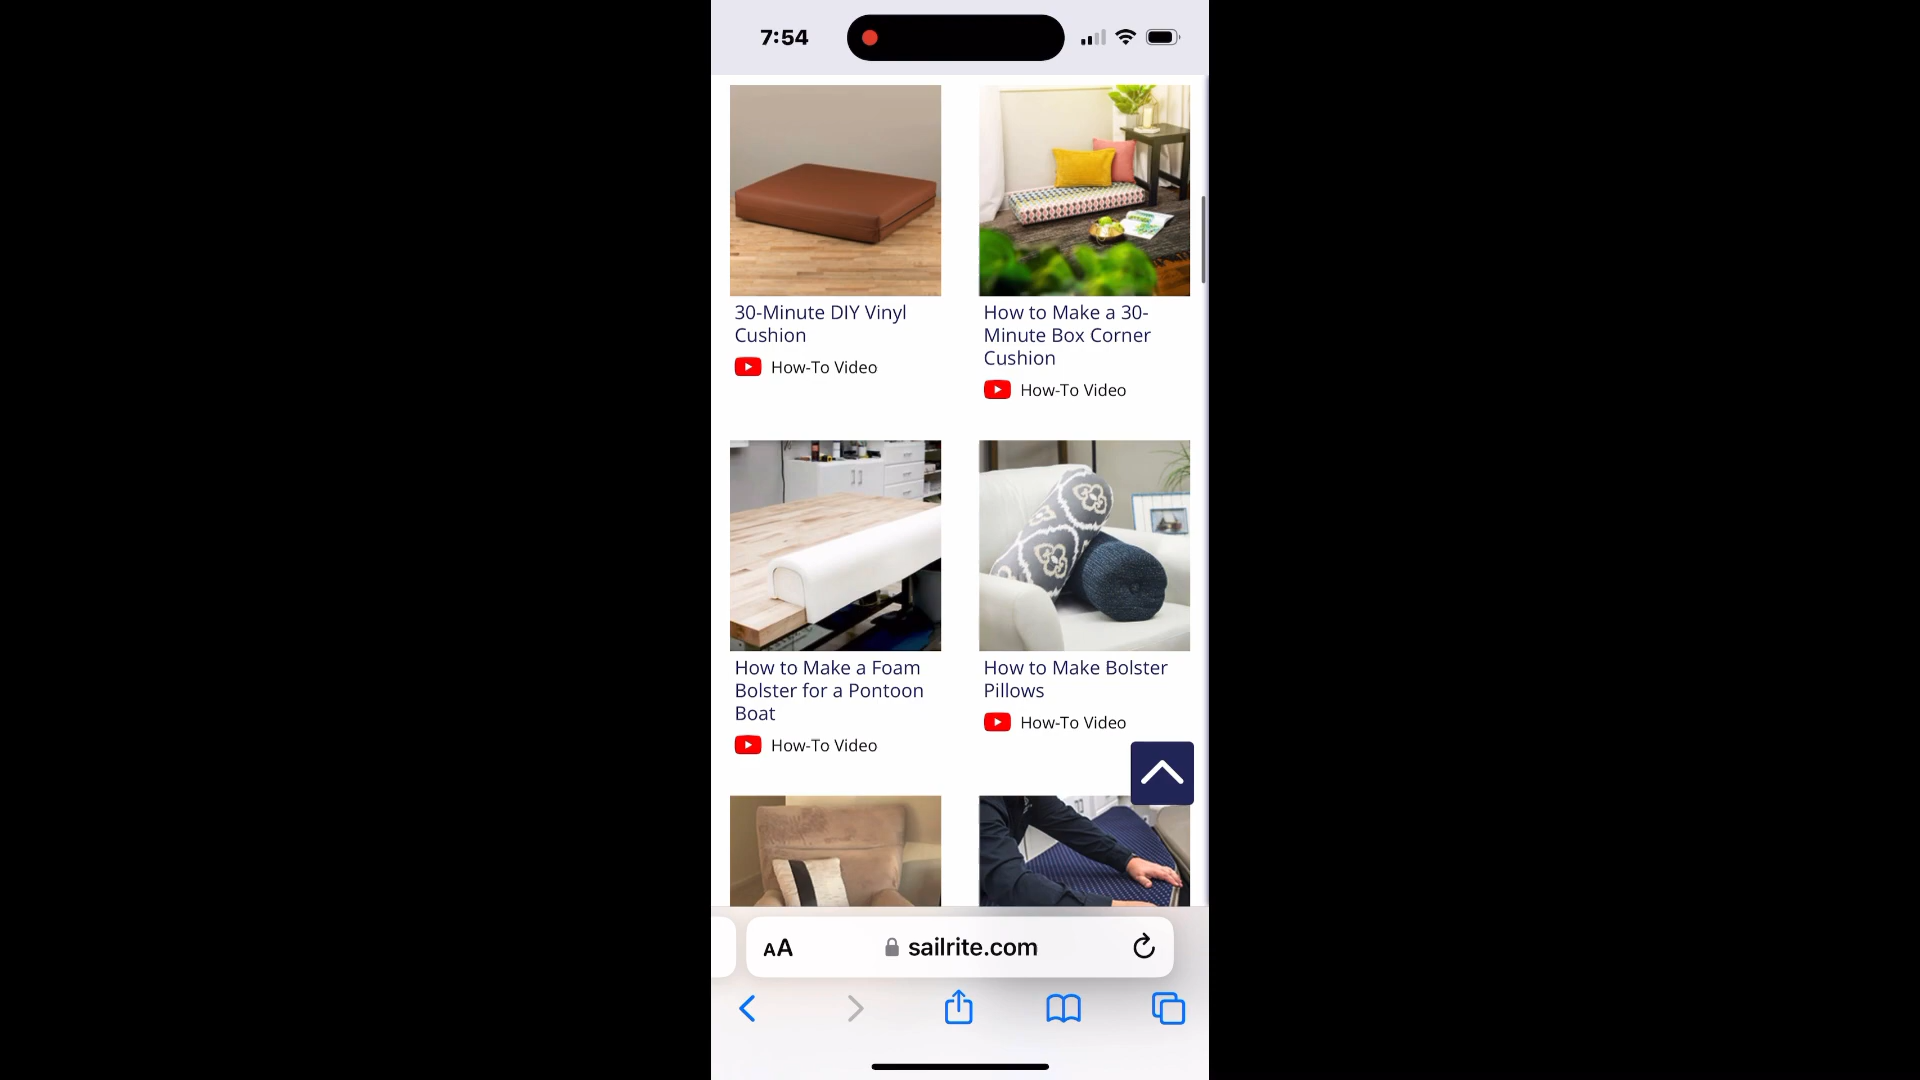 7:54
30-Minute DIY Vinyl
Cushion
How-To Video
How to Make a 30-
Minute Box Corner
Cushion
How-To Video
How to Make a Foam
Bolster for a Pontoon
Boat
How-To Video
How to Make Bolster
Pillows
How-To Video
AA
sailrite.com